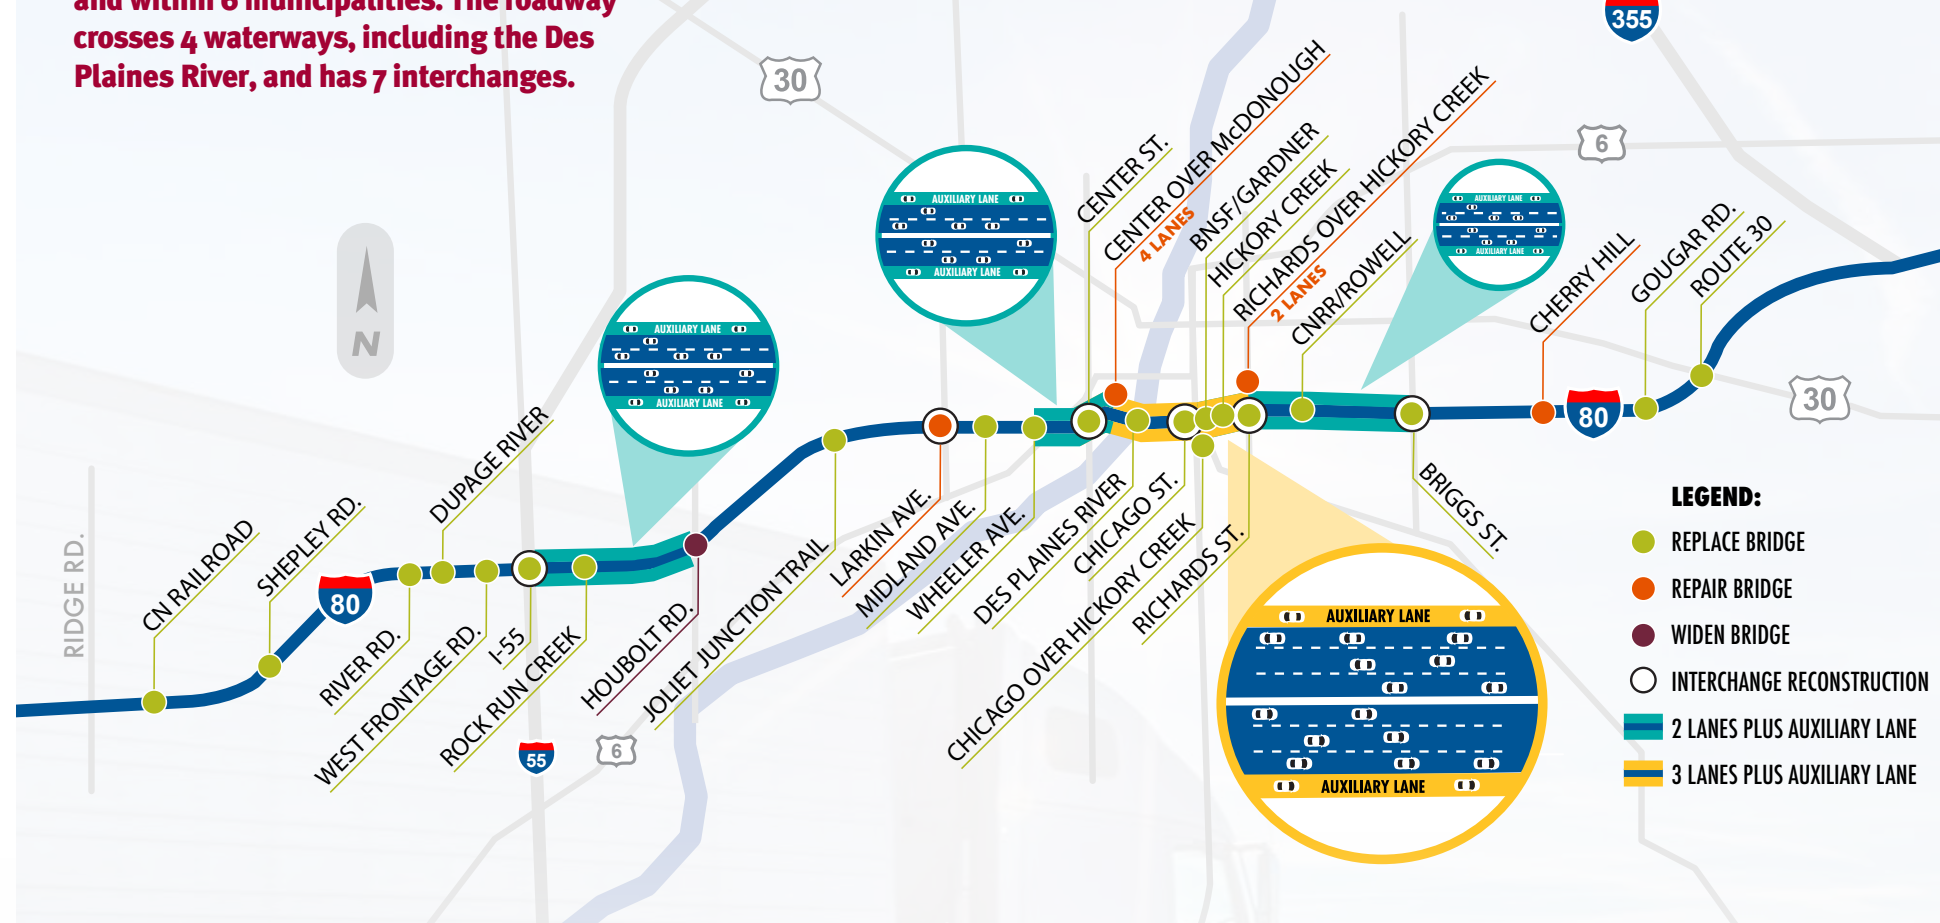 and within 6 municipalities. The roadway
crosses 4 waterways, including the Des
Plaines River, and has 7 interchanges.
355
30
6
30
N
RIDGE RD.
CN RAILROAD
SHEPLEY RD.
80
RIVER RD.
DUPAGE RIVER
WEST FRONTAGE RD.
I-55
ROCK RUN CREEK
55
6
HOUBOLT RD.
JOLIET JUNCTION TRAIL
LARKIN AVE.
MIDLAND AVE.
WHEELER AVE.
CENTER ST.
CENTER OVER McDONOUGH
4 LANES
DES PLAINES RIVER
CHICAGO ST.
CHICAGO OVER HICKORY CREEK
BNSF/GARDNER
HICKORY CREEK
RICHARDS OVER HICKORY CREEK
2 LANES
RICHARDS ST.
CNRR/ROWELL
BRIGGS ST.
CHERRY HILL
80
GOUGAR RD.
ROUTE 30
AUXILIARY LANE
AUXILIARY LANE
AUXILIARY LANE
AUXILIARY LANE
AUXILIARY LANE
AUXILIARY LANE
AUXILIARY LANE
AUXILIARY LANE
LEGEND:
REPLACE BRIDGE
REPAIR BRIDGE
WIDEN BRIDGE
INTERCHANGE RECONSTRUCTION
2 LANES PLUS AUXILIARY LANE
3 LANES PLUS AUXILIARY LANE